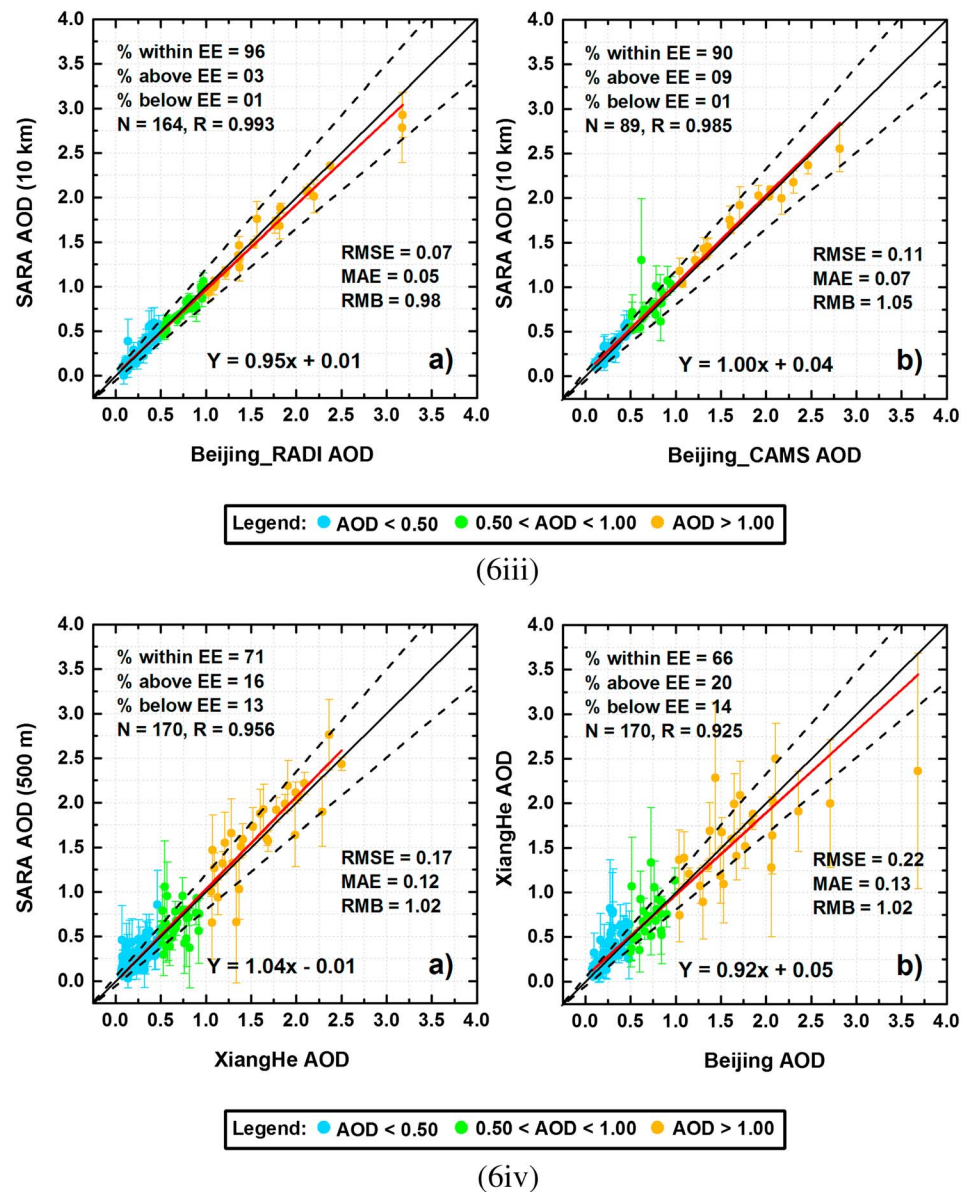 4.0
3.5
3.0
2.5
2.0
1.5
1.0
0.5
0.0
SARA AOD (10 km)
% within EE = 96
% above EE = 03
% below EE = 01
N = 164, R = 0.993
RMSE = 0.07
MAE = 0.05
RMB = 0.98
Y = 0.95x + 0.01
a)
0.0 0.5 1.0 1.5 2.0 2.5 3.0 3.5 4.0
Beijing_RADI AOD
4.0
3.5
3.0
2.5
2.0
1.5
1.0
0.5
0.0
SARA AOD (10 km)
% within EE = 90
% above EE = 09
% below EE = 01
N = 89, R = 0.985
RMSE = 0.11
MAE = 0.07
RMB = 1.05
Y = 1.00x + 0.04
b)
0.0 0.5 1.0 1.5 2.0 2.5 3.0 3.5 4.0
Beijing_CAMS AOD
Legend: AOD < 0.50 0.50 < AOD < 1.00 AOD > 1.00
(6iii)
4.0
3.5
3.0
2.5
2.0
1.5
1.0
0.5
0.0
SARA AOD (500 m)
% within EE = 71
% above EE = 16
% below EE = 13
N = 170, R = 0.956
RMSE = 0.17
MAE = 0.12
RMB = 1.02
Y = 1.04x - 0.01
a)
0.0 0.5 1.0 1.5 2.0 2.5 3.0 3.5 4.0
XiangHe AOD
4.0
3.5
3.0
2.5
2.0
1.5
1.0
0.5
0.0
XiangHe AOD
% within EE = 66
% above EE = 20
% below EE = 14
N = 170, R = 0.925
RMSE = 0.22
MAE = 0.13
RMB = 1.02
Y = 0.92x + 0.05
b)
0.0 0.5 1.0 1.5 2.0 2.5 3.0 3.5 4.0
Beijing AOD
Legend: AOD < 0.50 0.50 < AOD < 1.00 AOD > 1.00
(6iv)